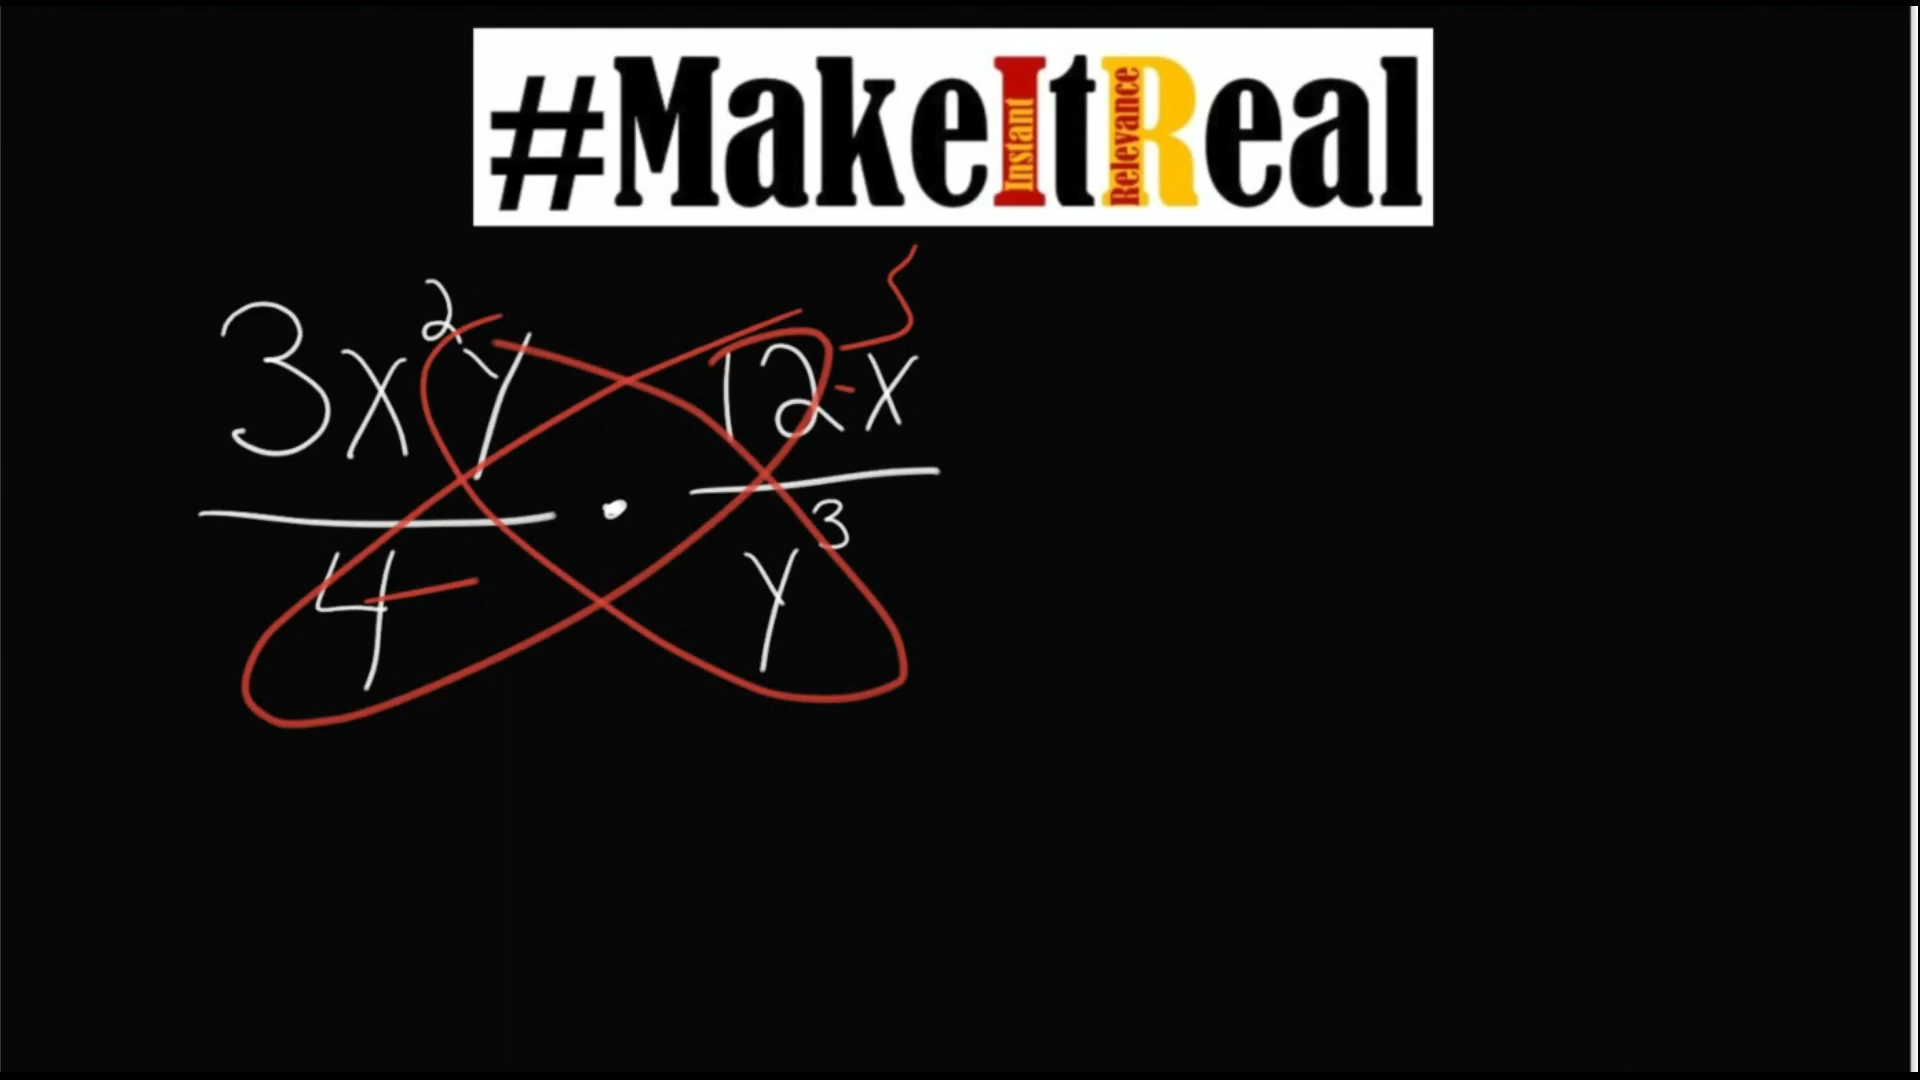 #MakeItReal
Instant
Relevance
3x²y
4
·
12x
y³